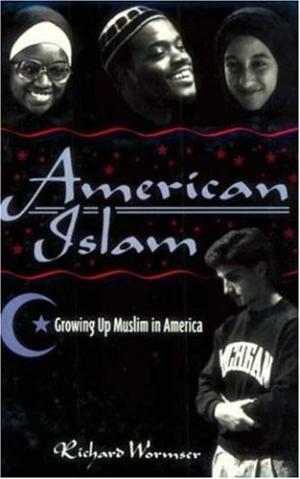 American
Islam
Growing Up Muslim in America
MICHIGAN
Richard Wormser